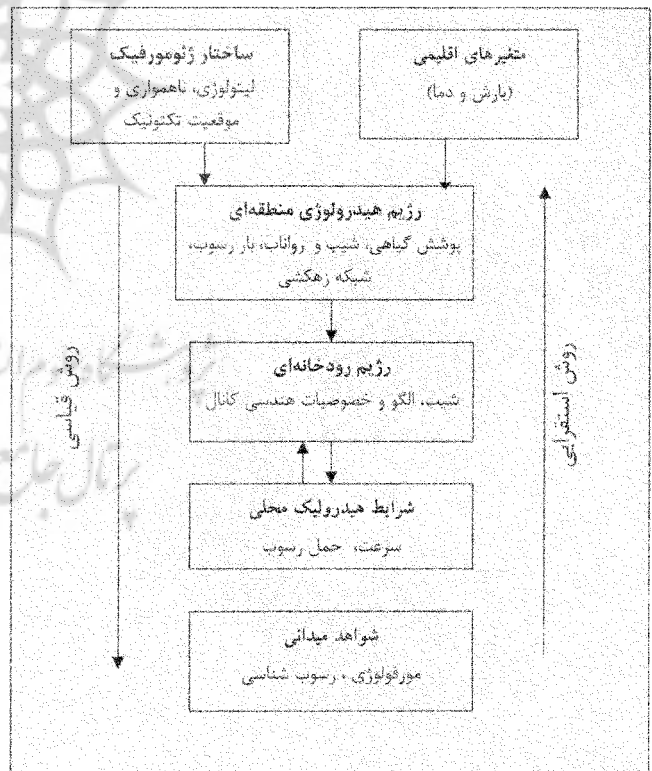 ساختار ژئومورفیک
لیتولوژی، ناهمواری و
موقعیت تکتونیک
متغیرهای اقلیمی
(بارش و دما)
رژیم هیدرولوژی منطقه‌ای
پوشش گیاهی، شیب و رواناب، بار رسوب،
شبکه زهکشی
رژیم رودخانه‌ای
شیب، الگو و خصوصیات هندسی کانال
شرایط هیدرولیک محلی
سرعت، حمل رسوب
شواهد میدانی
مورفولوژی، رسوب شناسی
روش قیاسی
روش استقرایی